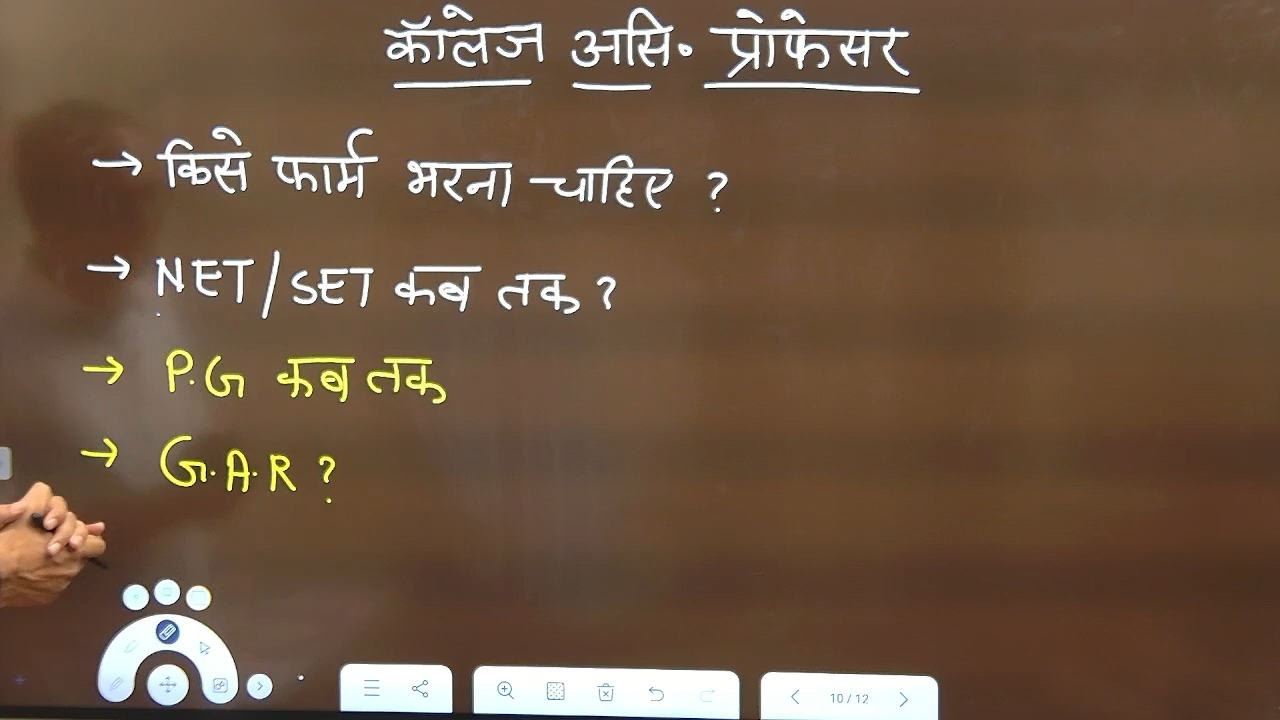 कॉलेज असि. प्रोफेसर
→ किसे फार्म भरना चाहिए ?
→ NET/SET कब तक ?
→ P.G कब तक
→ G.A.R ?
10/12